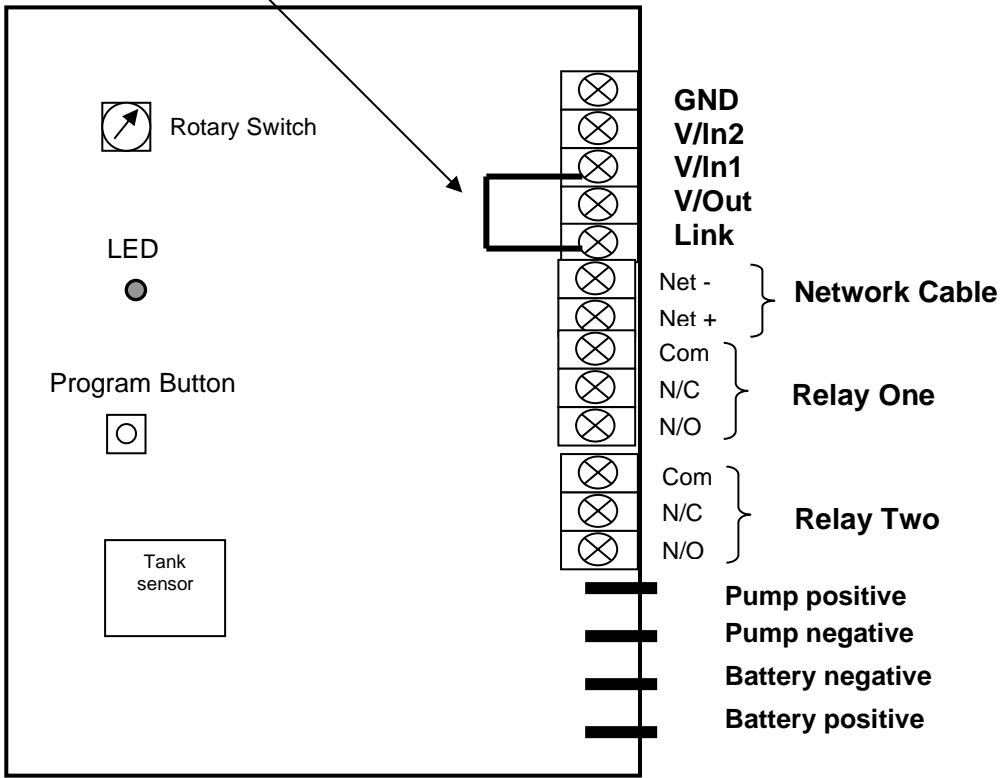 GND
V/In2
V/In1
V/Out
Link
Rotary Switch
LED
Net -
Net +
Network Cable
Com
N/C
N/O
Relay One
Program Button
Com
N/C
N/O
Relay Two
Tank
sensor
Pump positive
Pump negative
Battery negative
Battery positive